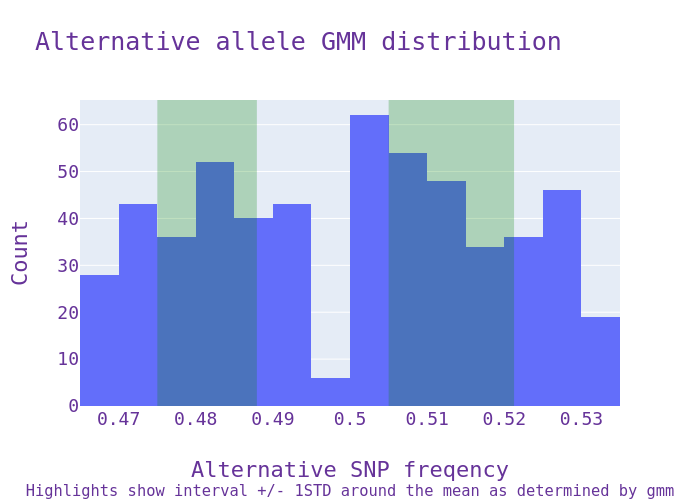 Alternative allele GMM distribution
60
50
40
30
20
10
0
Count
0.47 0.48 0.49 0.5 0.51 0.52 0.53
Alternative SNP freqency
Highlights show interval +/- 1STD around the mean as determined by gmm